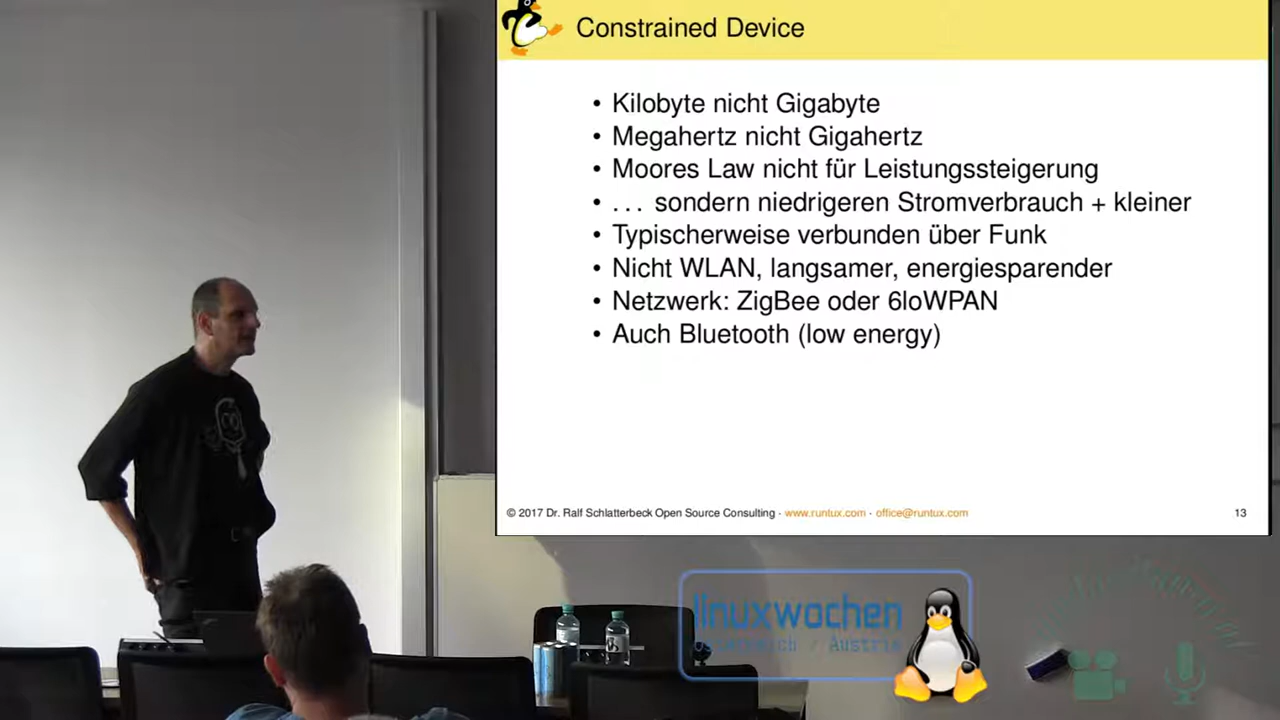 Constrained Device
• Kilobyte nicht Gigabyte
• Megahertz nicht Gigahertz
• Moores Law nicht für Leistungssteigerung
• ... sondern niedrigeren Stromverbrauch + kleiner
• Typischerweise verbunden über Funk
• Nicht WLAN, langsamer, energiesparender
• Netzwerk: ZigBee oder 6loWPAN
• Auch Bluetooth (low energy)
© 2017 Dr. Ralf Schlatterbeck Open Source Consulting · www.runtux.com · office@runtux.com 13
linuxwochen
österreich / Austria